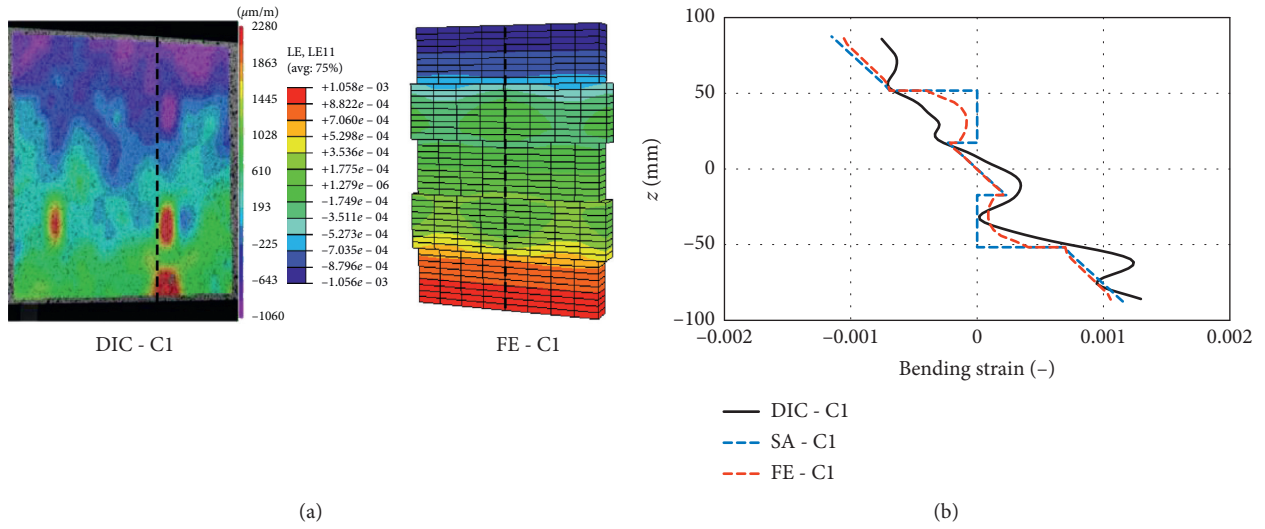 (μm/m)
2280
1863
1445
1028
610
193
−225
−643
−1060
DIC - C1
LE, LE11
(avg: 75%)
+1.058e − 03
+8.822e − 04
+7.060e − 04
+5.298e − 04
+3.536e − 04
+1.775e − 04
+1.279e − 06
−1.749e − 04
−3.511e − 04
−5.273e − 04
−7.035e − 04
−8.796e − 04
−1.056e − 03
FE - C1
(a)
100
50
0
−50
−100
z (mm)
−0.002
−0.001
0
0.001
0.002
Bending strain (–)
DIC - C1
SA - C1
FE - C1
(b)